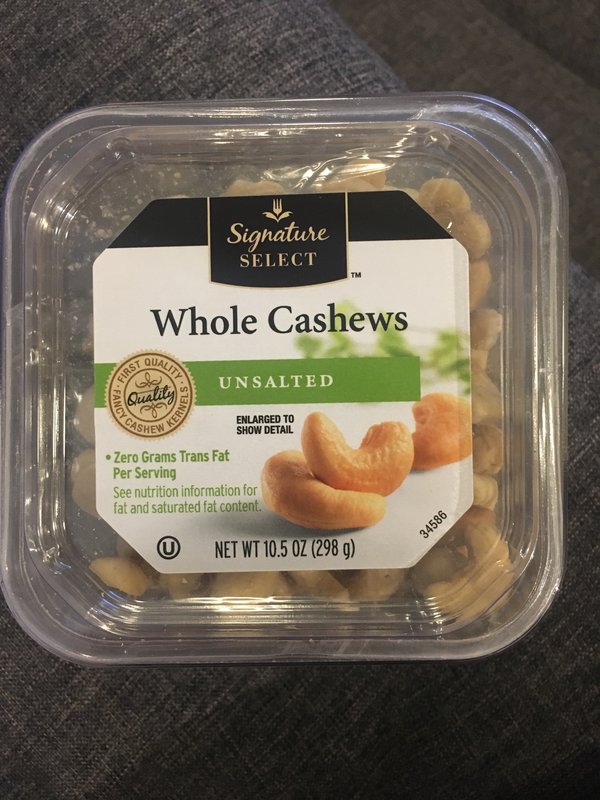 Signature
SELECT
TM
Whole Cashews
UNSALTED
FIRST QUALITY
Quality
FANCY CASHEW KERNELS
ENLARGED TO
SHOW DETAIL
• Zero Grams Trans Fat
Per Serving
See nutrition information for
fat and saturated fat content.
U
NET WT 10.5 OZ (298 g)
34586